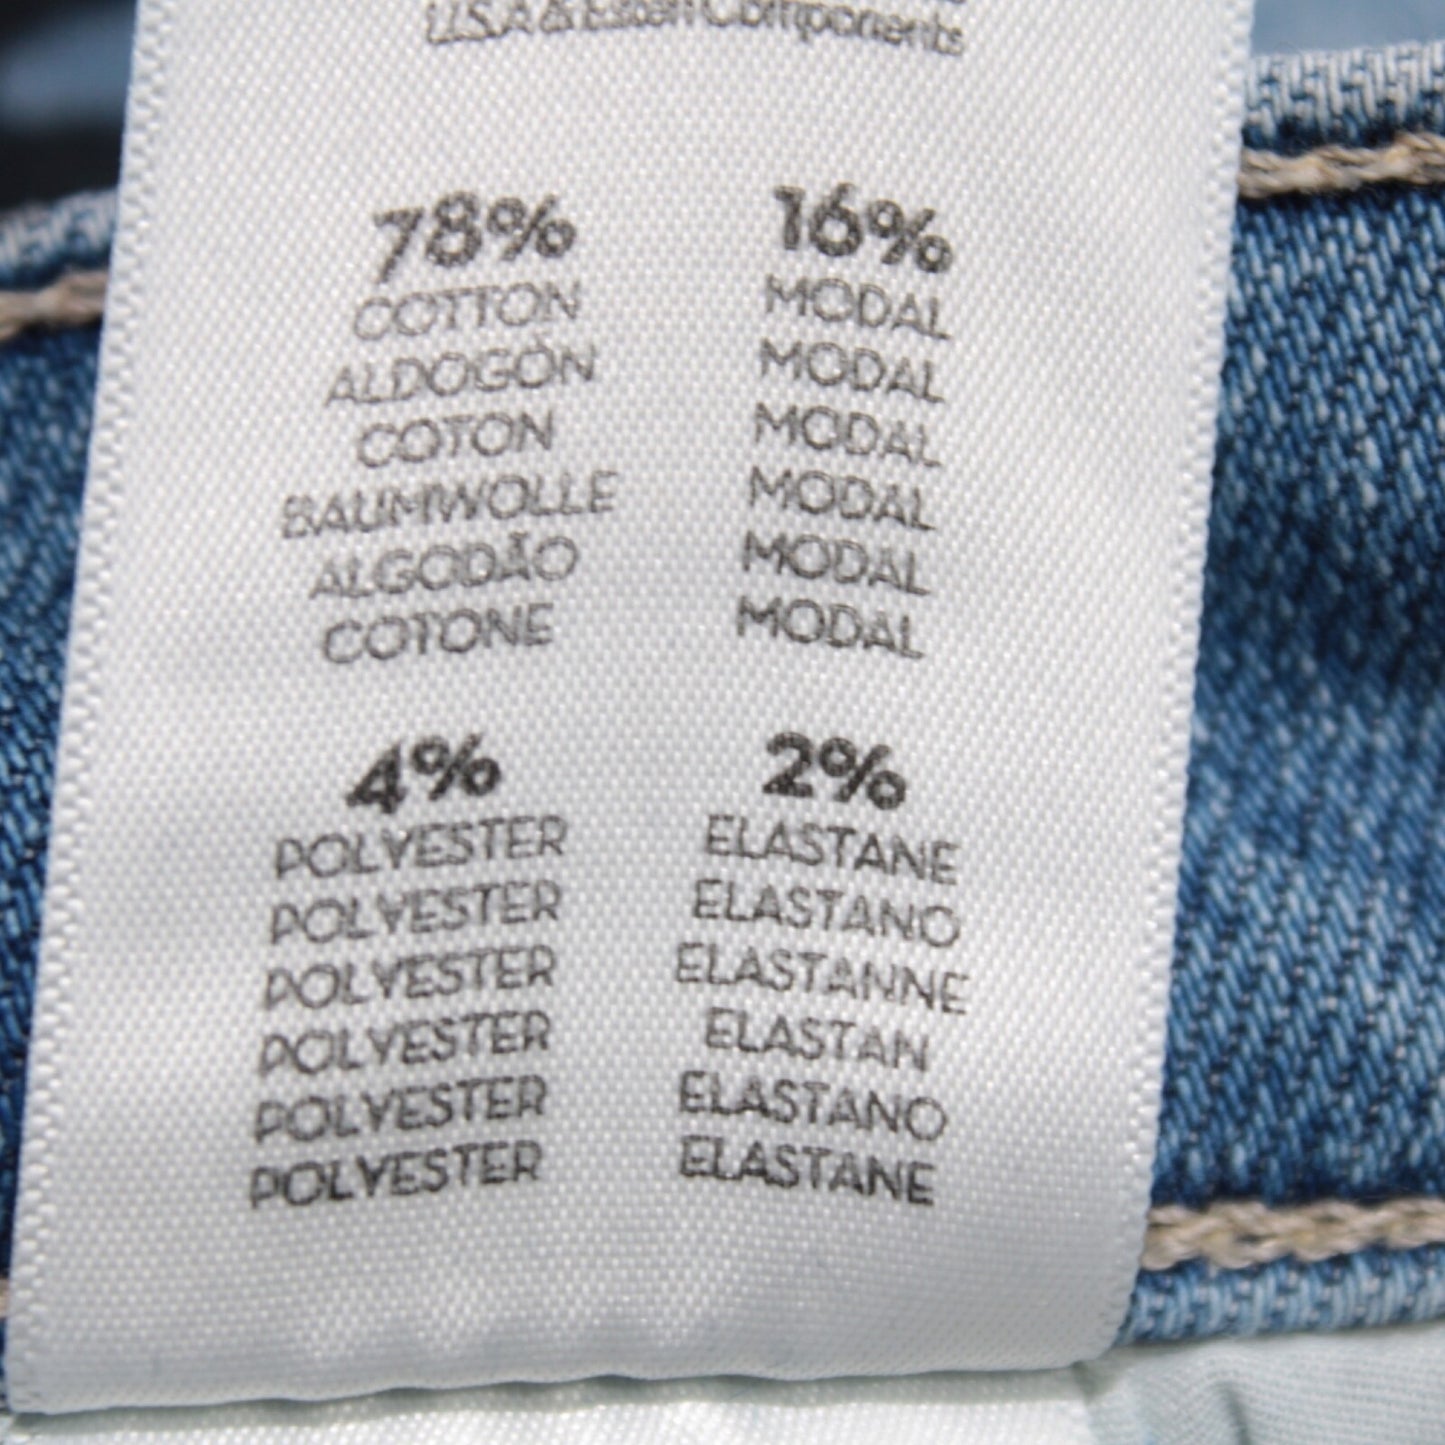 U.S.A & Components
78%
COTTON
ALDOGÓN
COTON
BAUMWOLLE
ALGODÃO
COTONE
16%
MODAL
MODAL
MODAL
MODAL
MODAL
MODAL
4%
POLYESTER
POLYESTER
POLYESTER
POLYESTER
POLYESTER
POLYESTER
2%
ELASTANE
ELASTANO
ELASTANNE
ELASTAN
ELASTANO
ELASTANE